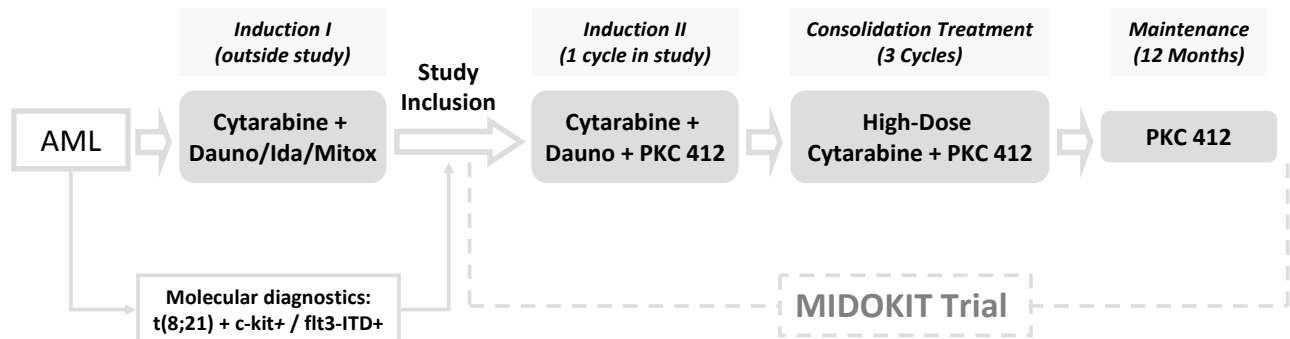 Induction I
(outside study)
Induction II
(1 cycle in study)
Consolidation Treatment
(3 Cycles)
Maintenance
(12 Months)
Study
Inclusion
AML
Cytarabine +
Dauno/Ida/Mitox
Cytarabine +
Dauno + PKC 412
High-Dose
Cytarabine + PKC 412
PKC 412
Molecular diagnostics:
t(8;21) + c-kit+ / flt3-ITD+
MIDOKIT Trial